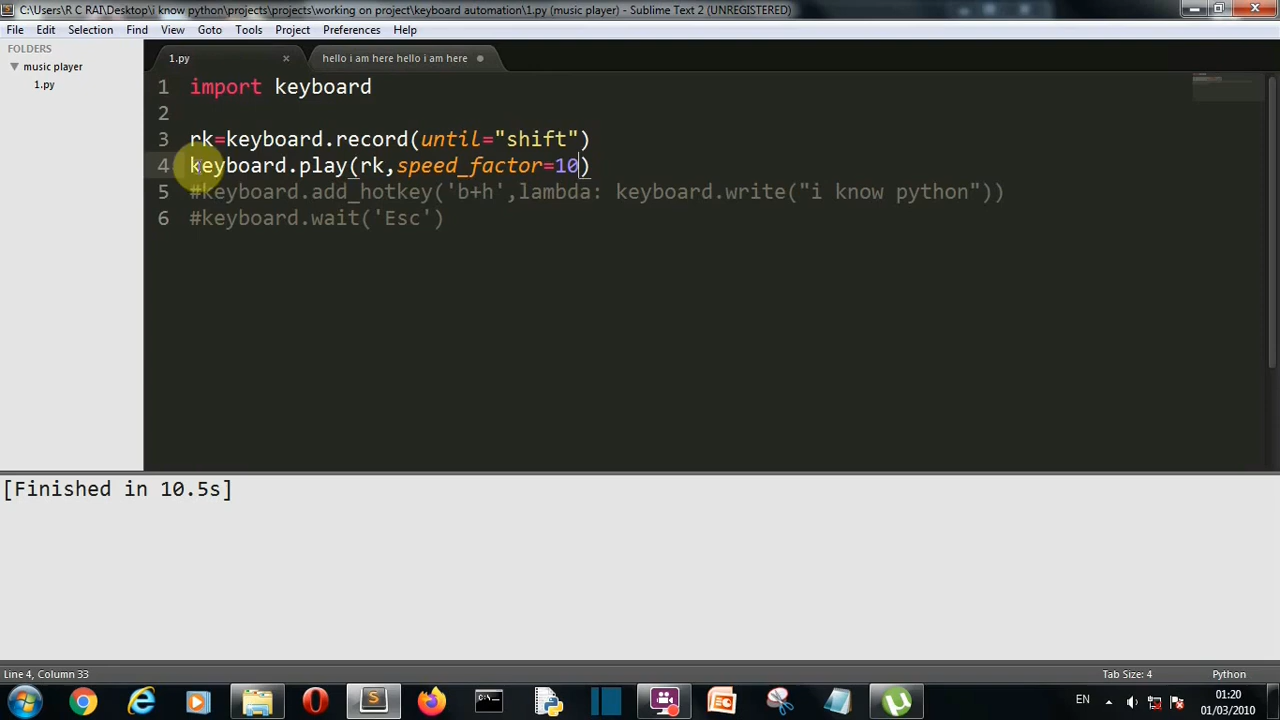 C:\Users\R C RAI\Desktop\i know python\projects\projects\working on project\keyboard automation\1.py (music player) - Sublime Text 2 (UNREGISTERED)
File Edit Selection Find View Goto Tools Project Preferences Help
FOLDERS
music player
1.py
1.py ×
hello i am here hello i am here
1 import keyboard
2
3 rk=keyboard.record(until="shift")
4 keyboard.play(rk,speed_factor=10)
5 #keyboard.add_hotkey('b+h',lambda: keyboard.write("i know python"))
6 #keyboard.wait('Esc')
[Finished in 10.5s]
Line 4, Column 33
Tab Size: 4
Python
EN
01:20
01/03/2010